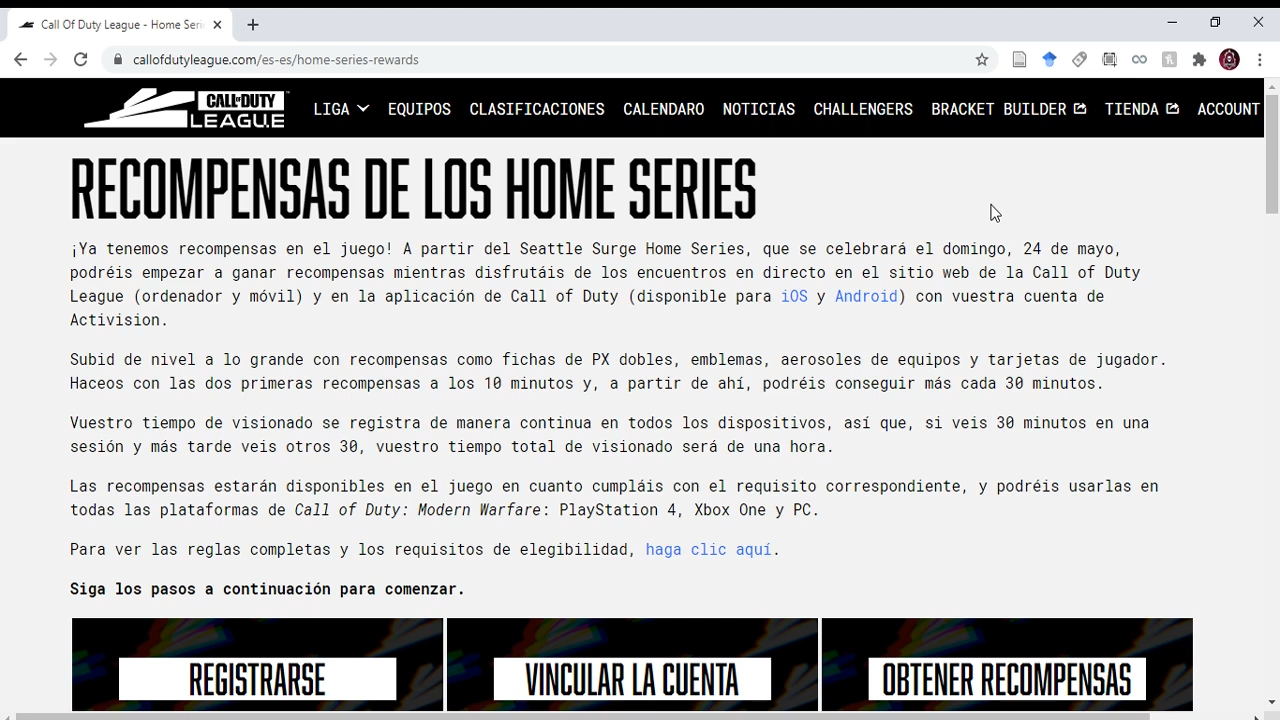 Call Of Duty League - Home Seri
callofdutyleague.com/es-es/home-series-rewards
CALL OF DUTY
LEAGUE
LIGA EQUIPOS CLASIFICACIONES CALENDARO NOTICIAS CHALLENGERS BRACKET BUILDER TIENDA ACCOUNT
RECOMPENSAS DE LOS HOME SERIES
¡Ya tenemos recompensas en el juego! A partir del Seattle Surge Home Series, que se celebrará el domingo, 24 de mayo,
podréis empezar a ganar recompensas mientras disfrutáis de los encuentros en directo en el sitio web de la Call of Duty
League (ordenador y móvil) y en la aplicación de Call of Duty (disponible para iOS y Android) con vuestra cuenta de
Activision.
Subid de nivel a lo grande con recompensas como fichas de PX dobles, emblemas, aerosoles de equipos y tarjetas de jugador.
Haceos con las dos primeras recompensas a los 10 minutos y, a partir de ahí, podréis conseguir más cada 30 minutos.
Vuestro tiempo de visionado se registra de manera continua en todos los dispositivos, así que, si veis 30 minutos en una
sesión y más tarde veis otros 30, vuestro tiempo total de visionado será de una hora.
Las recompensas estarán disponibles en el juego en cuanto cumpláis con el requisito correspondiente, y podréis usarlas en
todas las plataformas de Call of Duty: Modern Warfare: PlayStation 4, Xbox One y PC.
Para ver las reglas completas y los requisitos de elegibilidad, haga clic aquí.
Siga los pasos a continuación para comenzar.
REGISTRARSE VINCULAR LA CUENTA OBTENER RECOMPENSAS